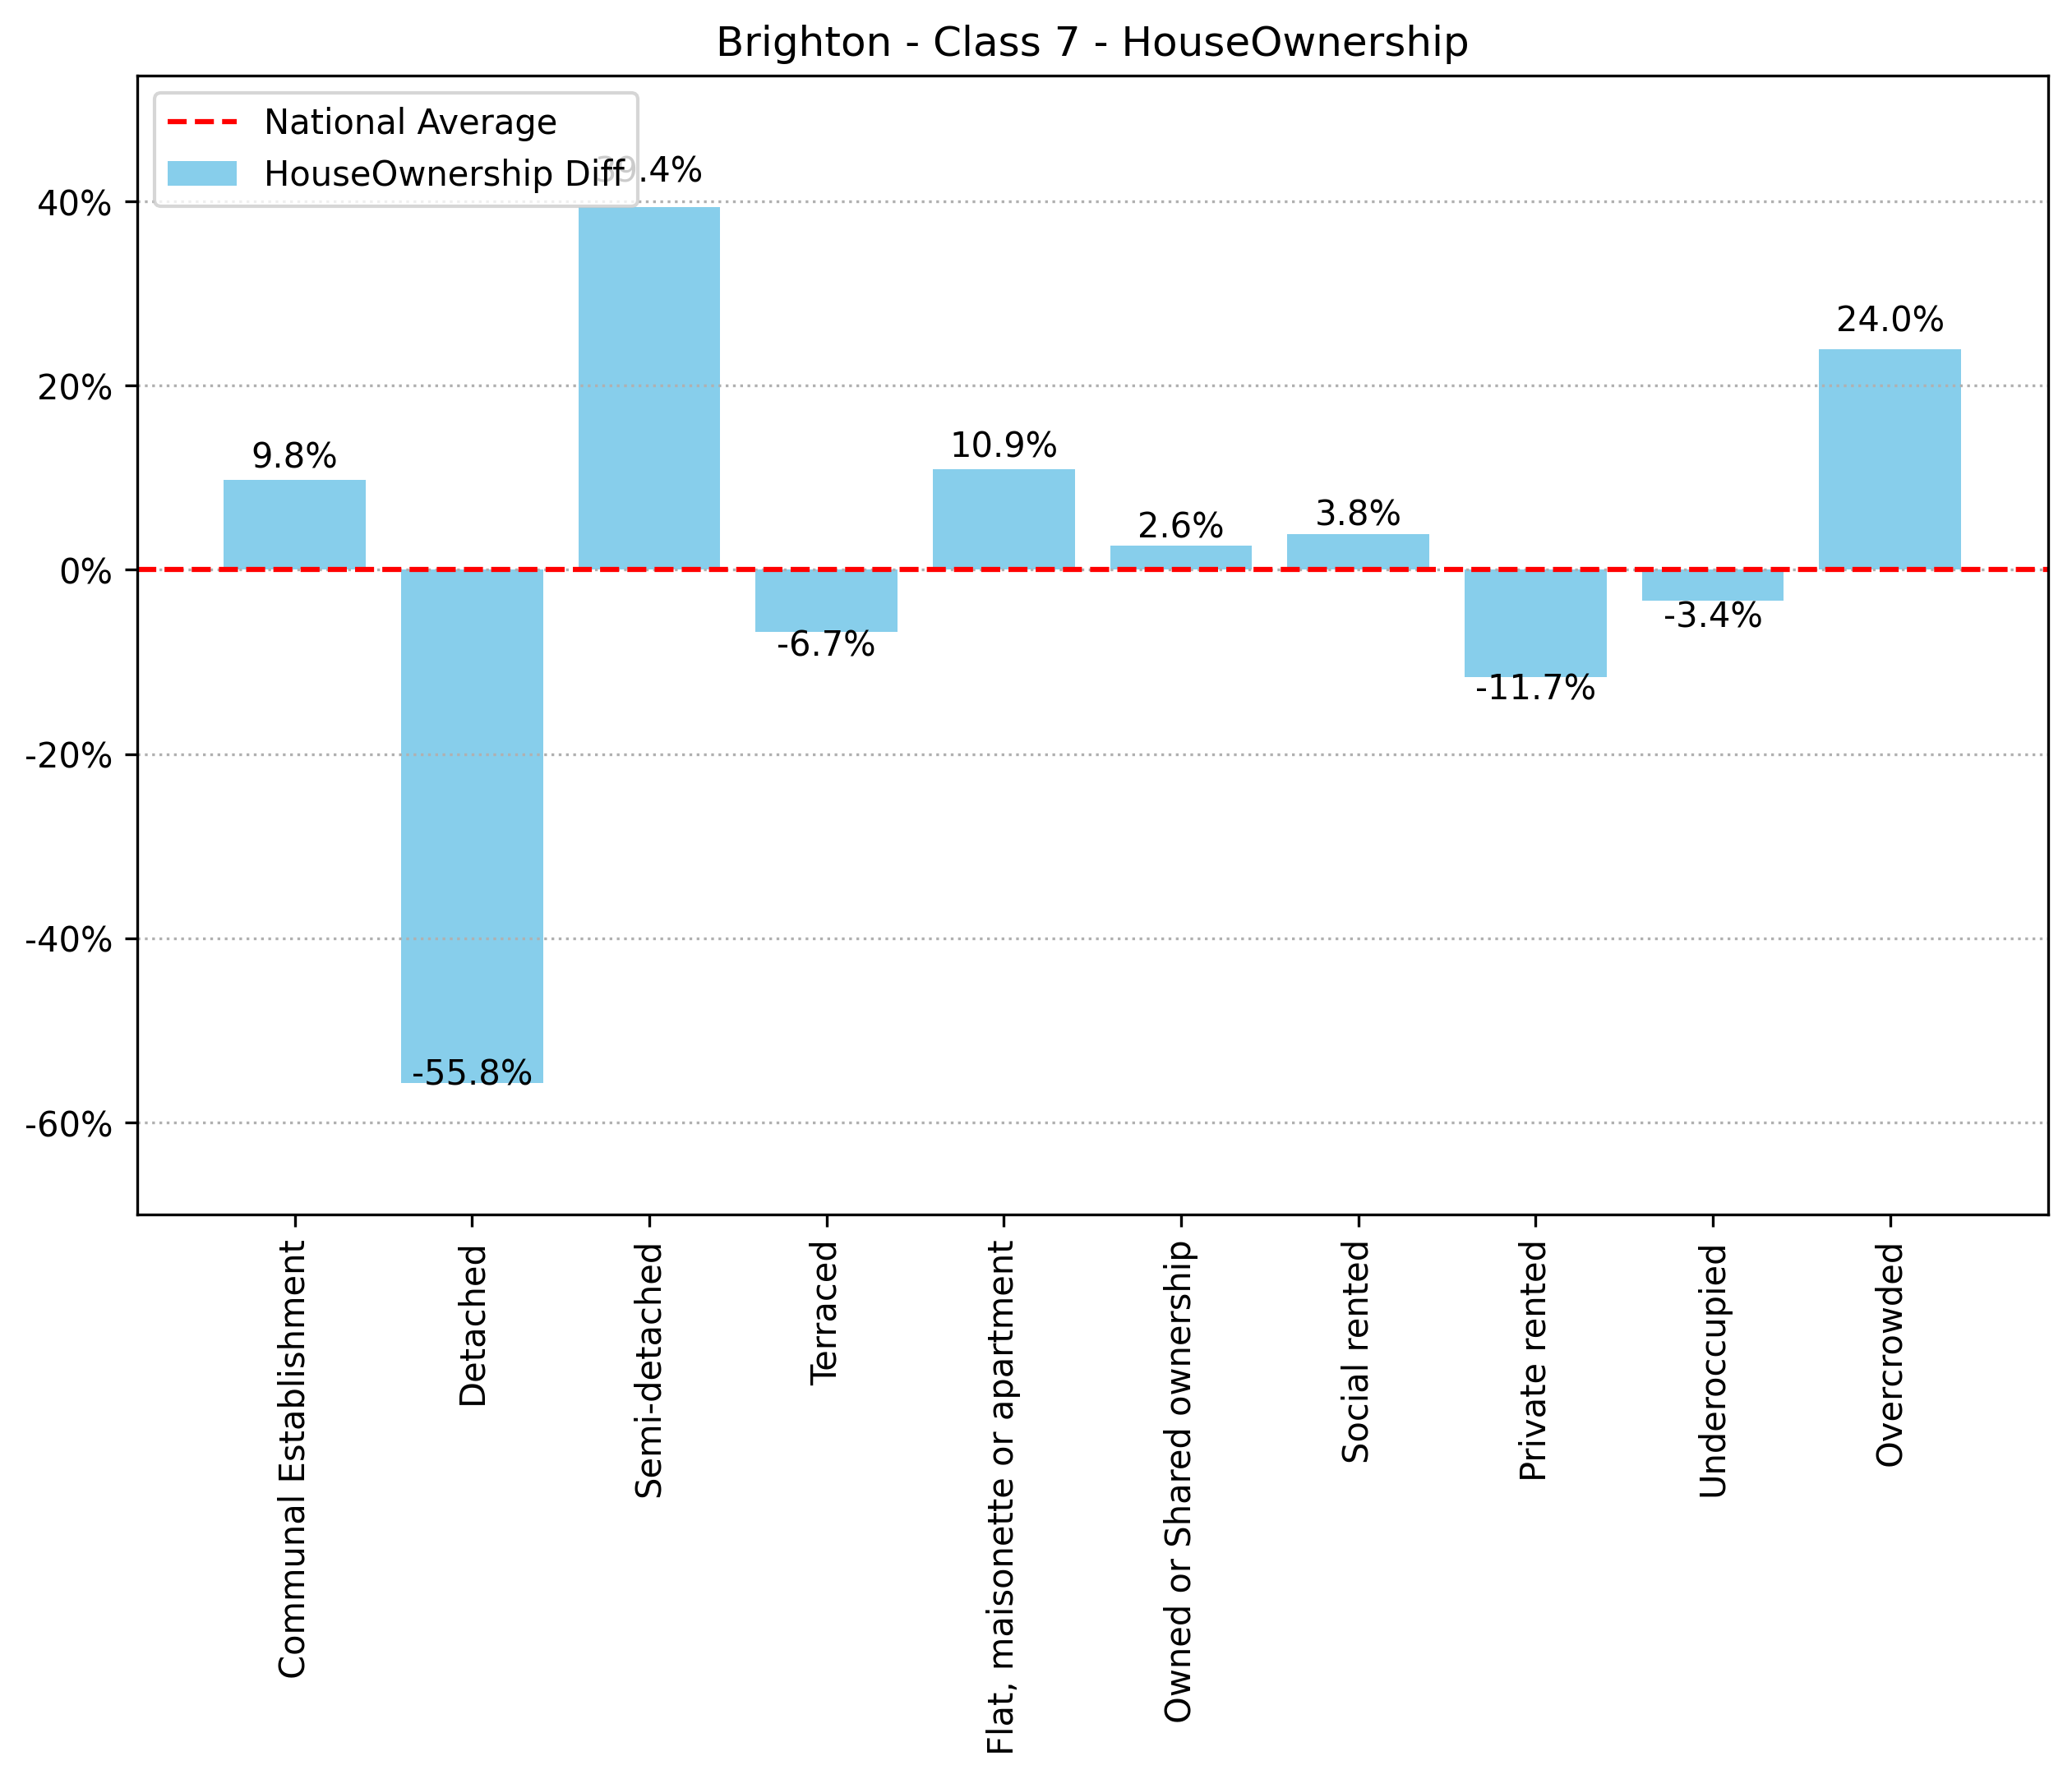 Brighton - Class 7 - HouseOwnership
National Average
HouseOwnership Diff
40%
20%
0%
-20%
-40%
-60%
9.8%
-55.8%
39.4%
-6.7%
10.9%
2.6%
3.8%
-11.7%
-3.4%
24.0%
Communal Establishment
Detached
Semi-detached
Terraced
Flat, maisonette or apartment
Owned or Shared ownership
Social rented
Private rented
Underoccupied
Overcrowded